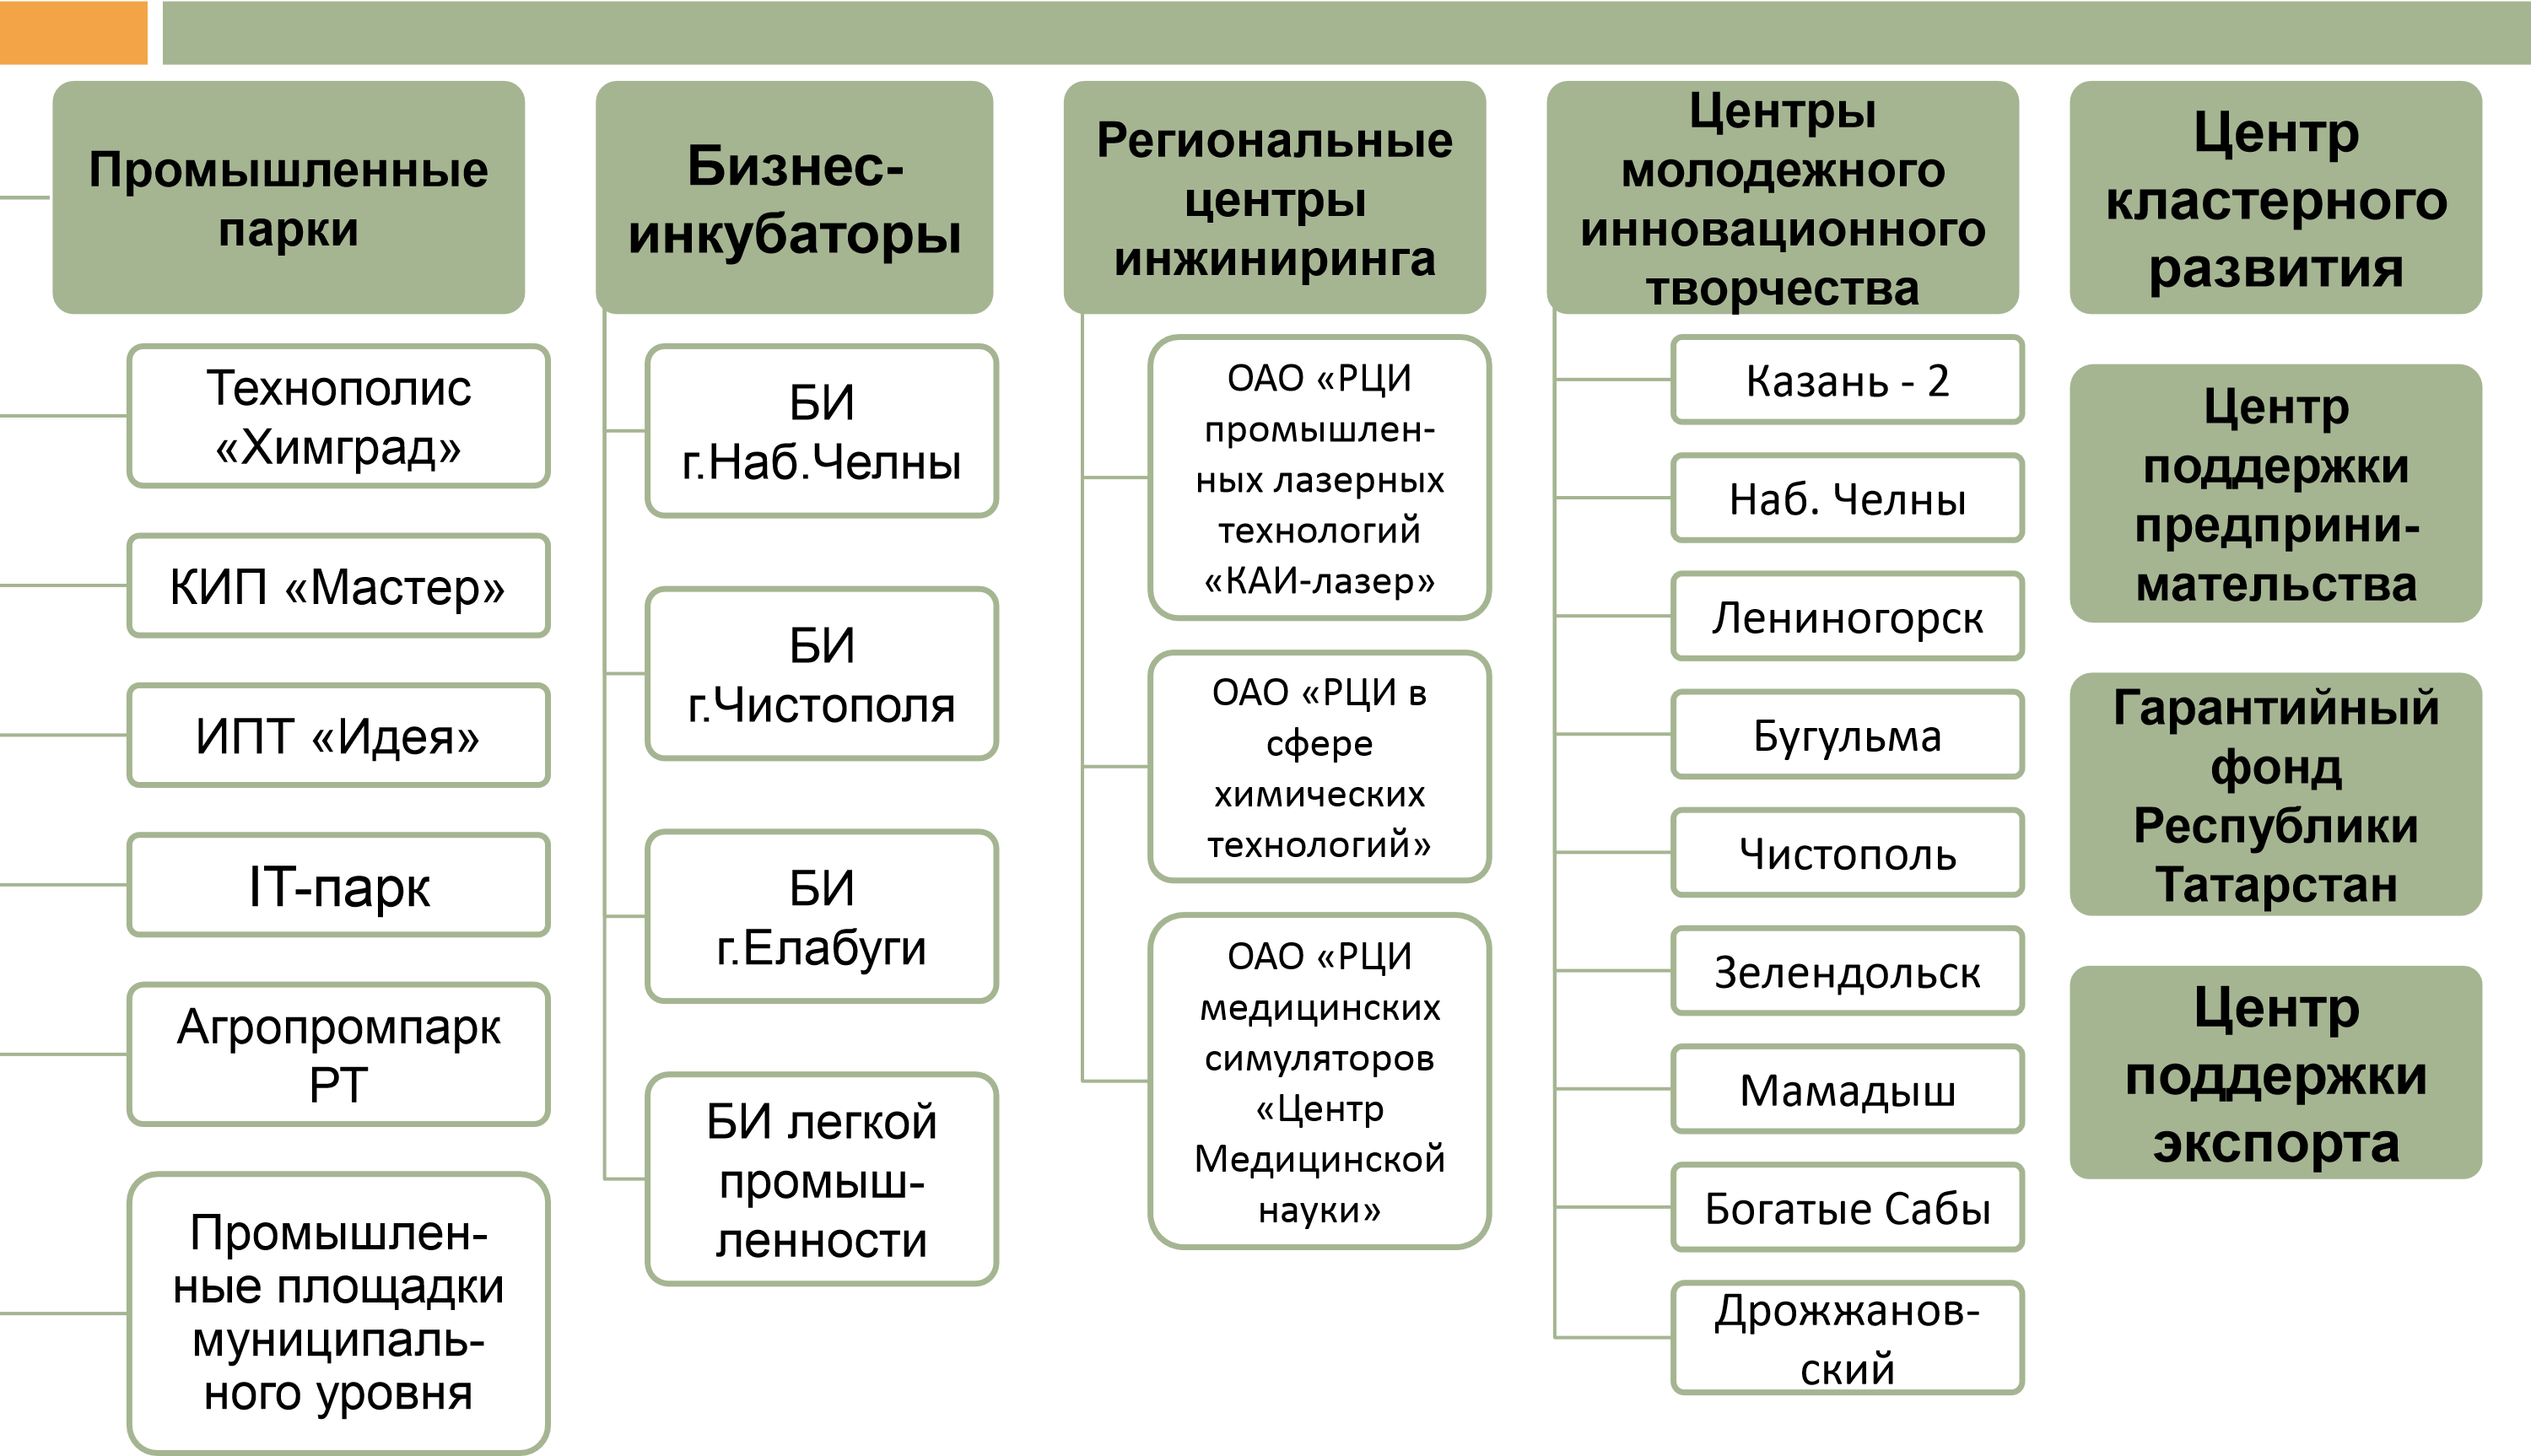 Промышленные
парки
Технополис
«Химград»
КИП «Мастер»
ИПТ «Идея»
IT-парк
Агропромпарк
РТ
Промышлен-
ные площадки
муниципаль-
ного уровня
Бизнес-
инкубаторы
БИ
г.Наб.Челны
БИ
г.Чистополя
БИ
г.Елабуги
БИ легкой
промыш-
ленности
Региональные
центры
инжиниринга
ОАО «РЦИ
промышлен-
ных лазерных
технологий
«КАИ-лазер»
ОАО «РЦИ в
сфере
химических
технологий»
ОАО «РЦИ
медицинских
симуляторов
«Центр
Медицинской
науки»
Центры
молодежного
инновационного
творчества
Казань - 2
Наб. Челны
Лениногорск
Бугульма
Чистополь
Зелендольск
Мамадыш
Богатые Сабы
Дрожжанов-
ский
Центр
кластерного
развития
Центр
поддержки
предприни-
мательства
Гарантийный
фонд
Республики
Татарстан
Центр
поддержки
экспорта